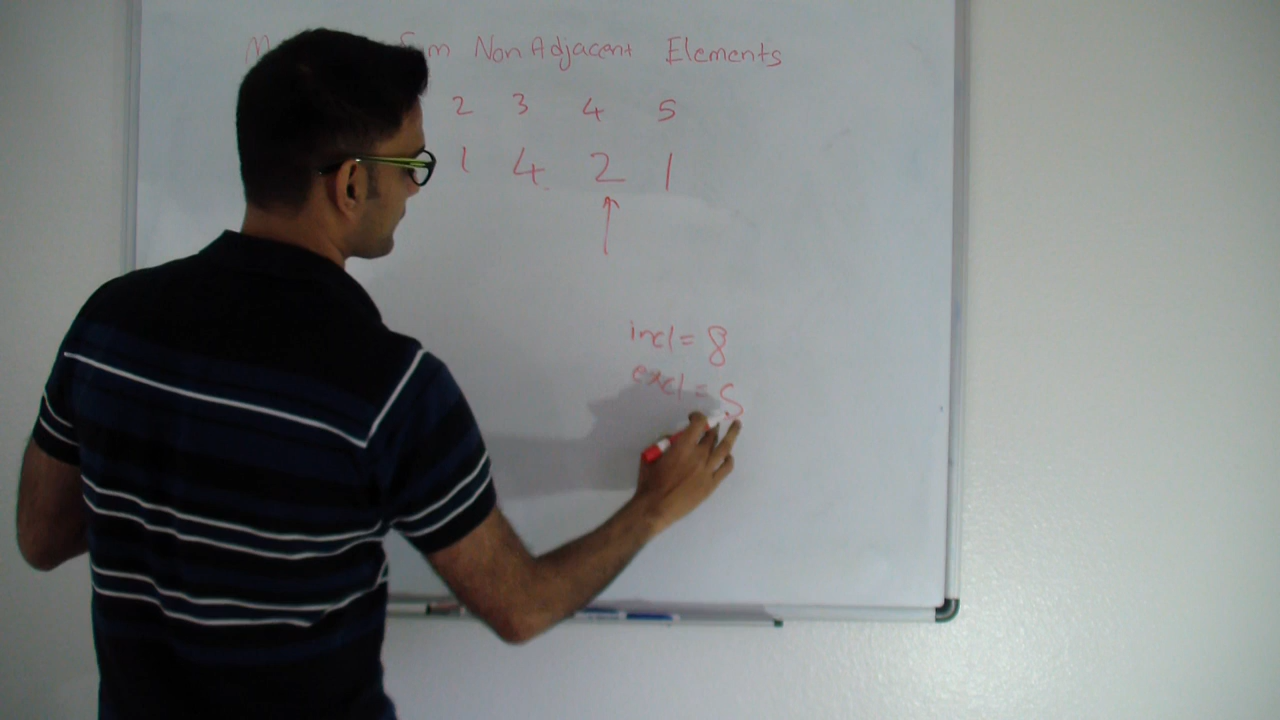 Sum Non Adjacent Elements
2 3 4 5
1 4 2 1
incl = 8
excl = 5